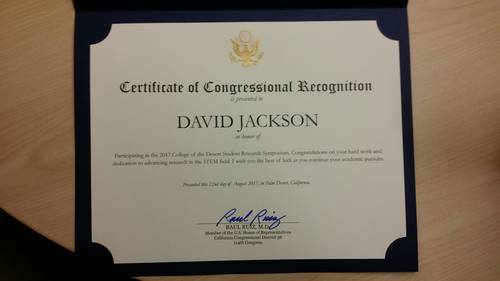 Certificate of Congressional Recognition
is presented to
DAVID JACKSON
in honor of
Participating in the 2017 College of the Desert Student Research Symposium. Congratulations on your hard work and
dedication to advancing research in the STEM field. I wish you the best of luck as you continue your academic pursuits.
Presented this 22nd day of August 2017, in Palm Desert, California.
Raul Ruiz
RAUL RUIZ, M.D.
Member of the U.S. House of Representatives
California Congressional District 36
114th Congress